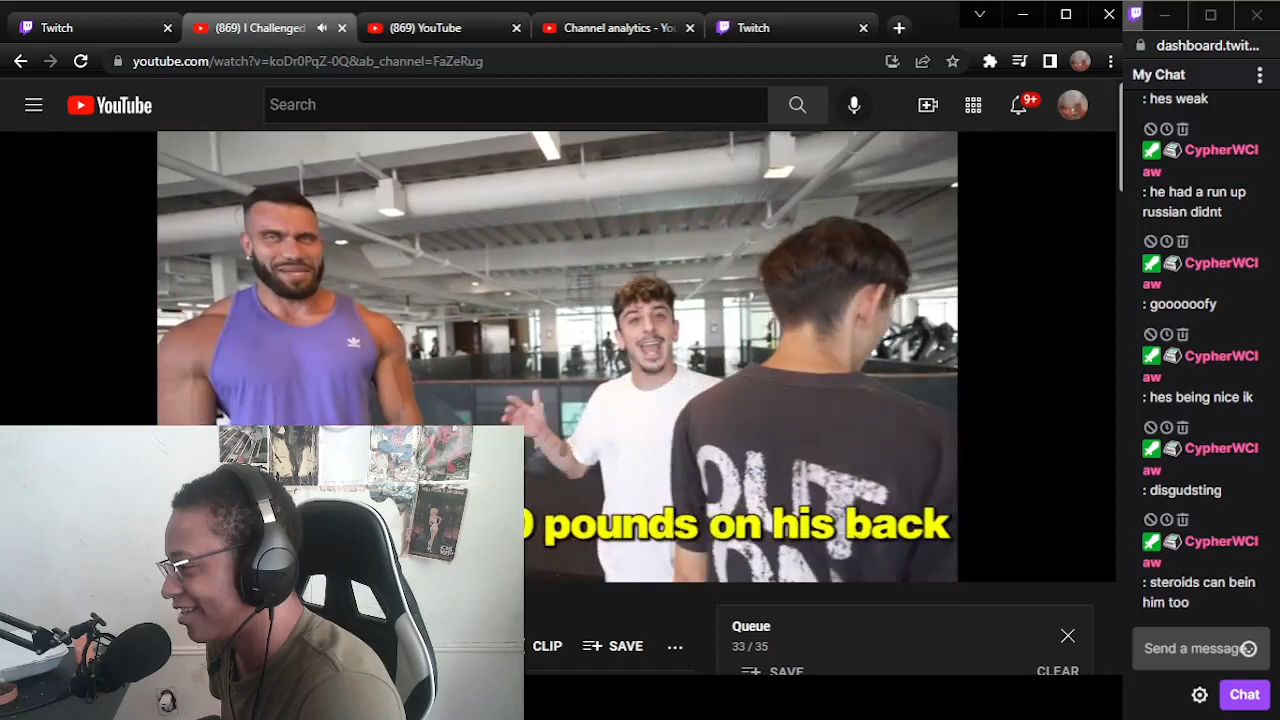 Twitch
(869) I Challenged
(869) YouTube
Channel analytics - You
Twitch
youtube.com/watch?v=koDr0PqZ-0Q&ab_channel=FaZeRug
dashboard.twit...
YouTube
Search
9+
My Chat
: hes weak
CypherWCl
aw
: he had a run up
russian didnt
CypherWCl
aw
: goooooofy
CypherWCl
aw
: hes being nice ik
CypherWCl
aw
: disgudsting
CypherWCl
aw
: steroids can bein
him too
0 pounds on his back
CLIP
SAVE
...
Queue
33 / 35
SAVE
CLEAR
Send a message
Chat